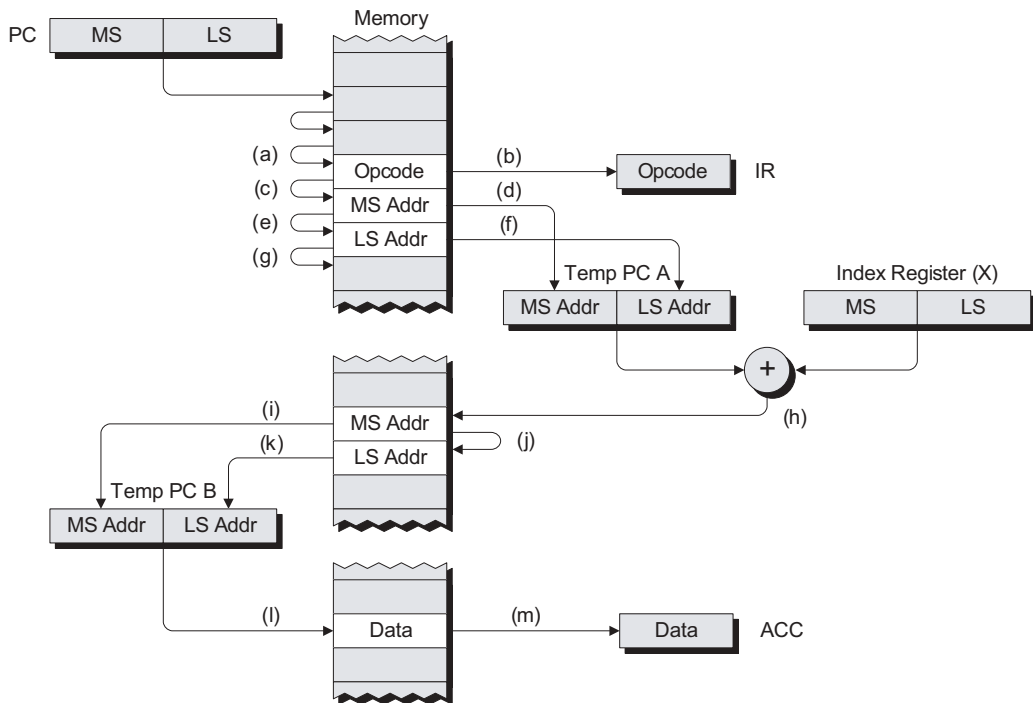 Memory
PC MS LS
(a) Opcode (b) Opcode IR
(c) MS Addr (d)
(e) LS Addr (f)
(g)
Temp PC A Index Register (X)
MS Addr LS Addr MS LS
+
(h)
(i) MS Addr
(j)
(k) LS Addr
Temp PC B
MS Addr LS Addr
(l) Data (m) Data ACC